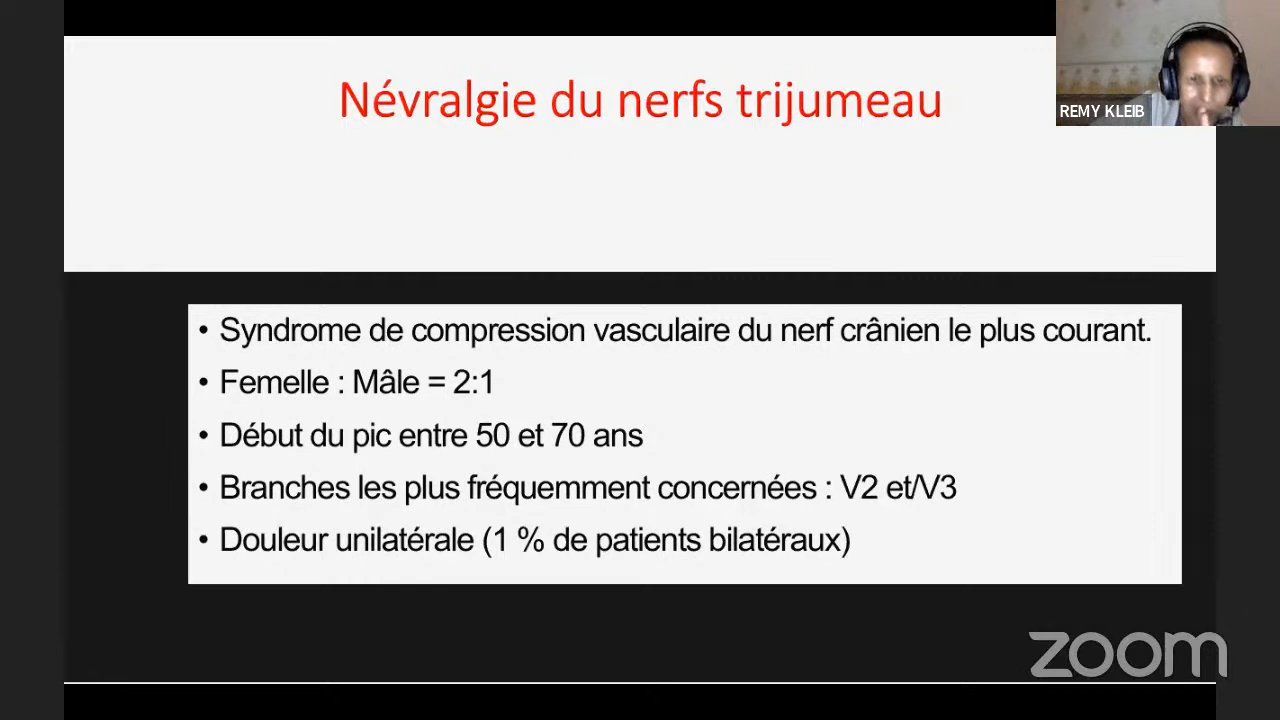 Névralgie du nerfs trijumeau
REMY KLEIB
• Syndrome de compression vasculaire du nerf crânien le plus courant.
• Femelle : Mâle = 2:1
• Début du pic entre 50 et 70 ans
• Branches les plus fréquemment concernées : V2 et/V3
• Douleur unilatérale (1 % de patients bilatéraux)
zoom